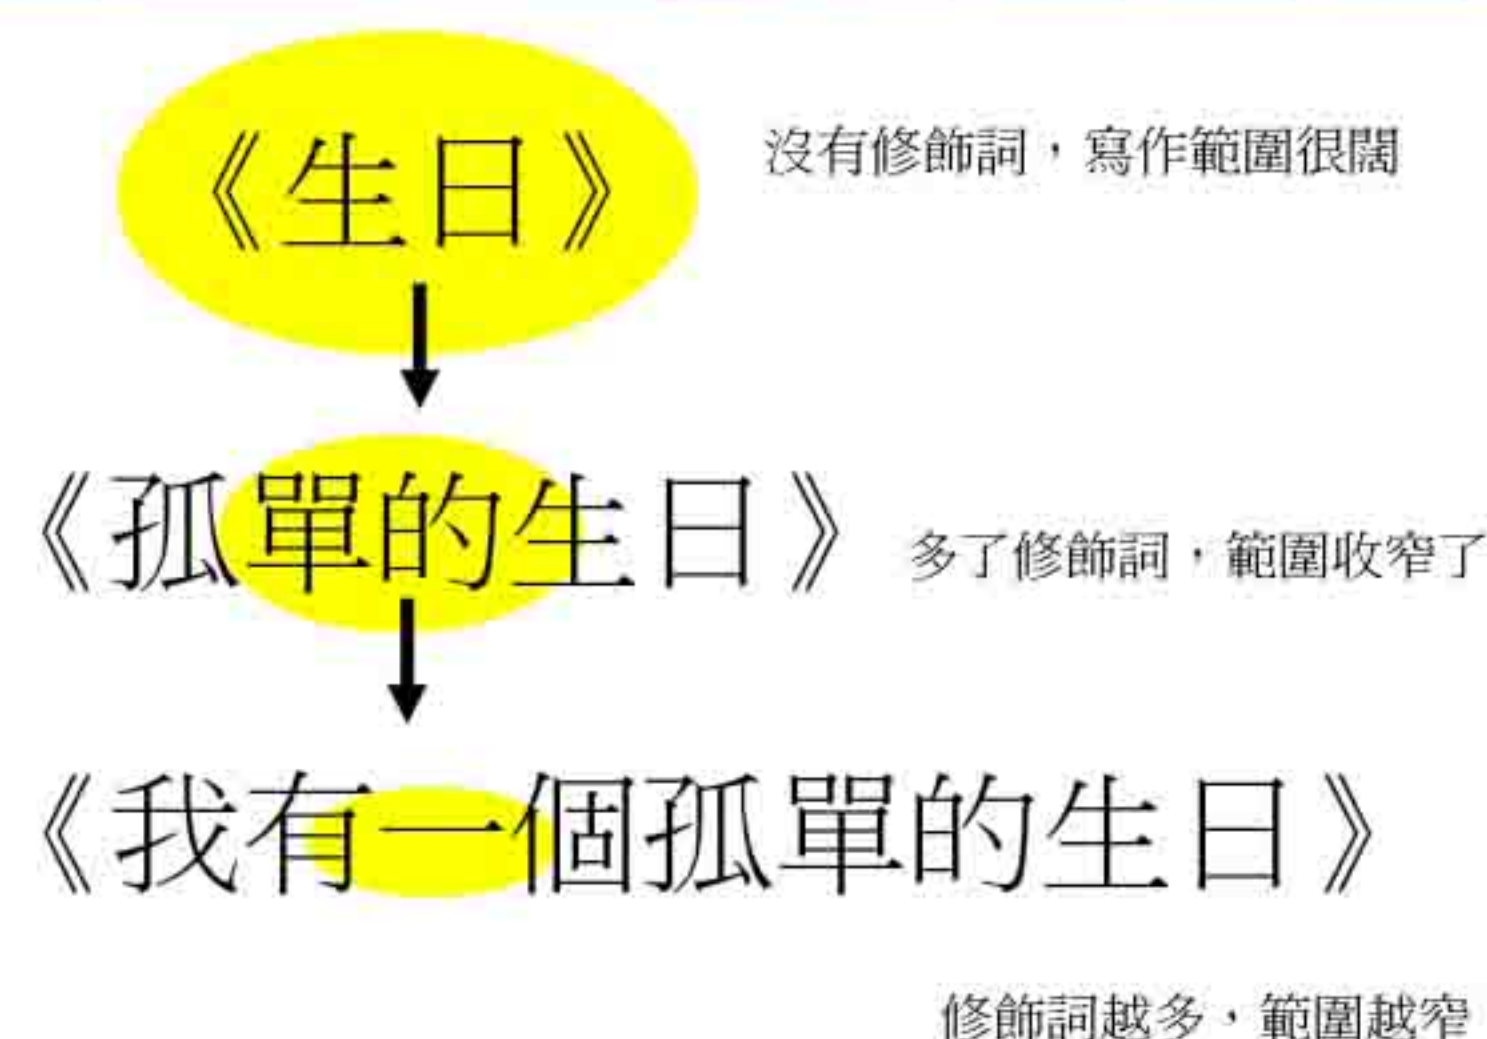 《生日》
沒有修飾詞，寫作範圍很闊
《孤單的生日》
多了修飾詞，範圍收窄了
《我有一個孤單的生日》
修飾詞越多，範圍越窄